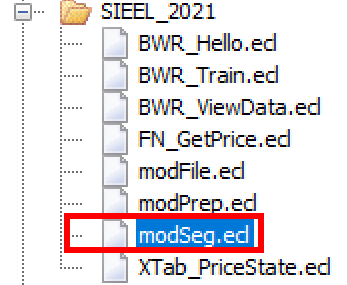 SIEEL_2021
BWR_Hello.ecl
BWR_Train.ecl
BWR_ViewData.ecl
FN_GetPrice.ecl
modFile.ecl
modPrep.ecl
modSeg.ecl
XTab_PriceState.ecl